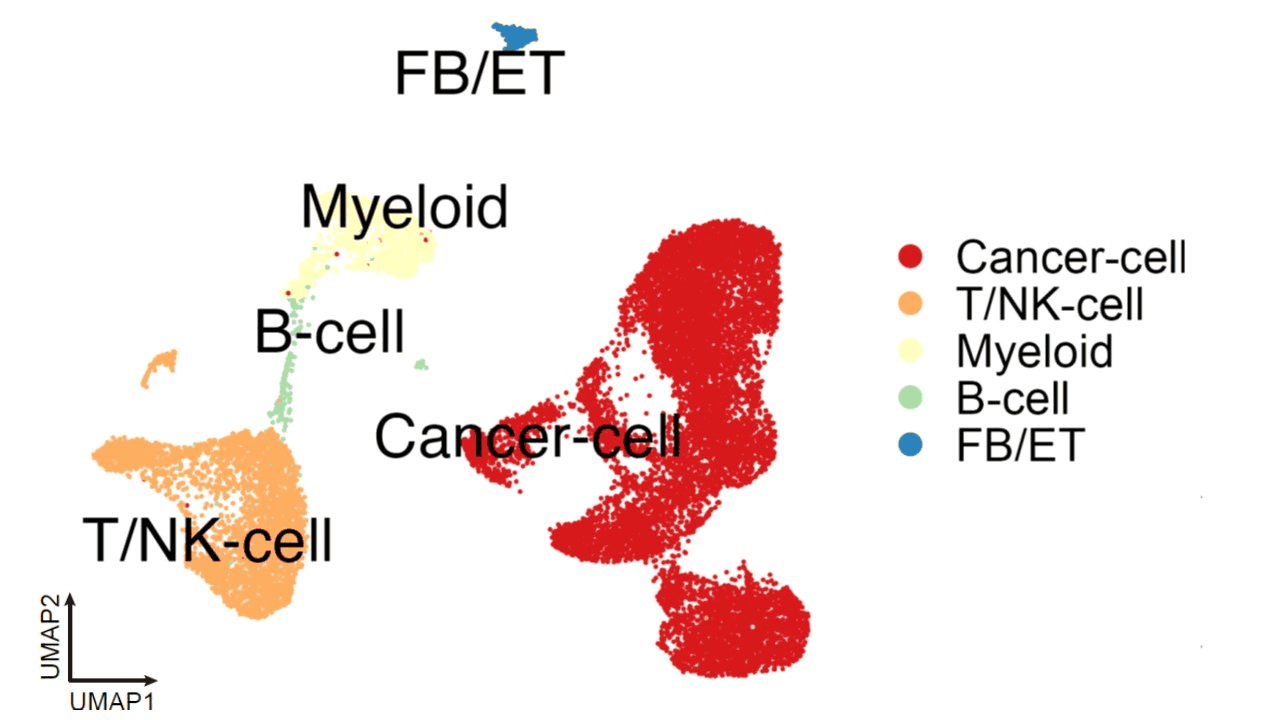 FB/ET
Myeloid
B-cell
Cancer-cell
T/NK-cell
UMAP2
UMAP1
Cancer-cell
T/NK-cell
Myeloid
B-cell
FB/ET